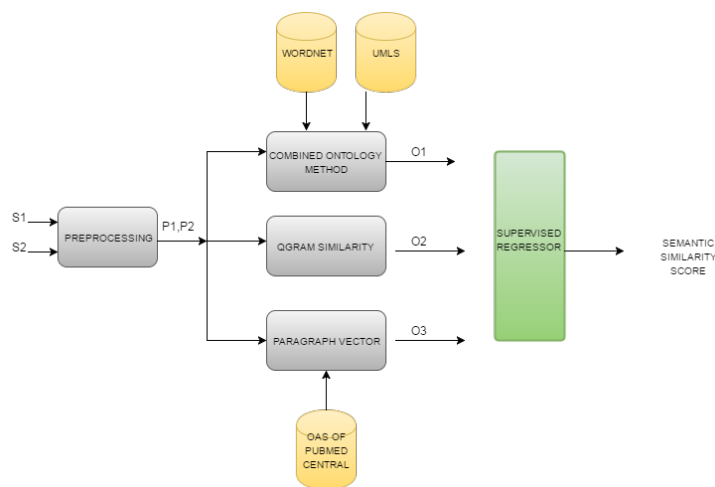 WORDNET
UMLS
COMBINED ONTOLOGY
METHOD
O1
S1
S2
PREPROCESSING
P1,P2
QGRAM SIMILARITY
O2
SUPERVISED
REGRESSOR
SEMANTIC
SIMILARITY
SCORE
PARAGRAPH VECTOR
O3
OAS OF
PUBMED
CENTRAL